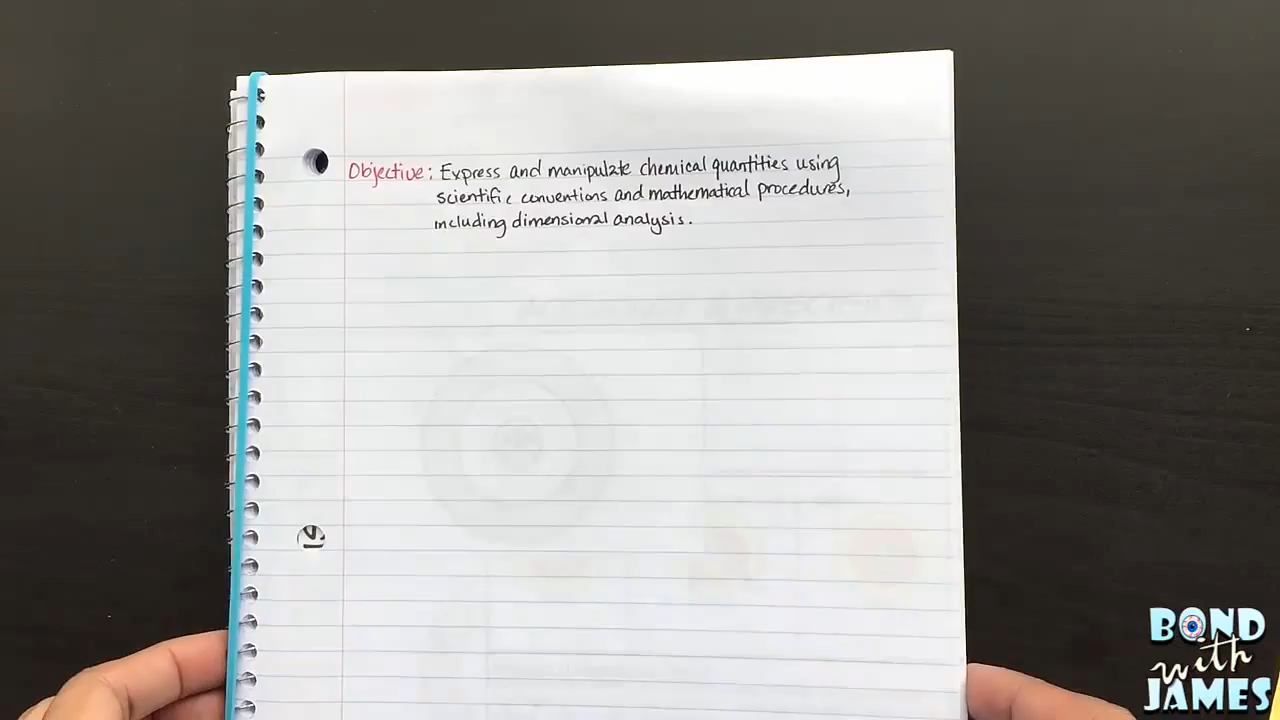 Objective: Express and manipulate chemical quantities using
scientific conventions and mathematical procedures,
including dimensional analysis.
BOND
with
JAMES